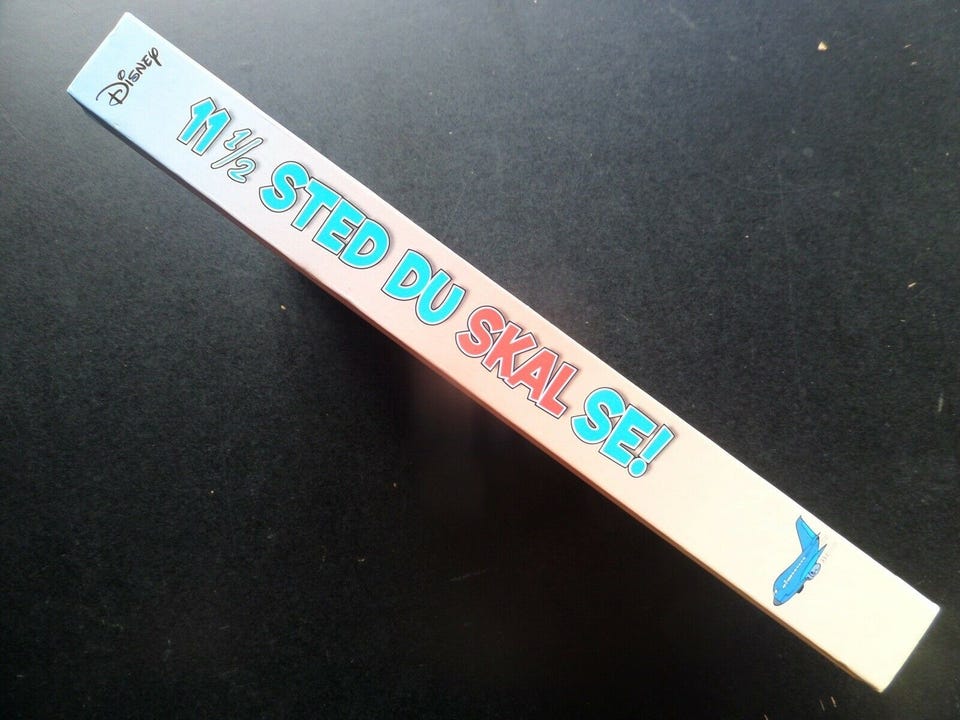 DISNEY
11 1/2 STED DU SKAL SE!